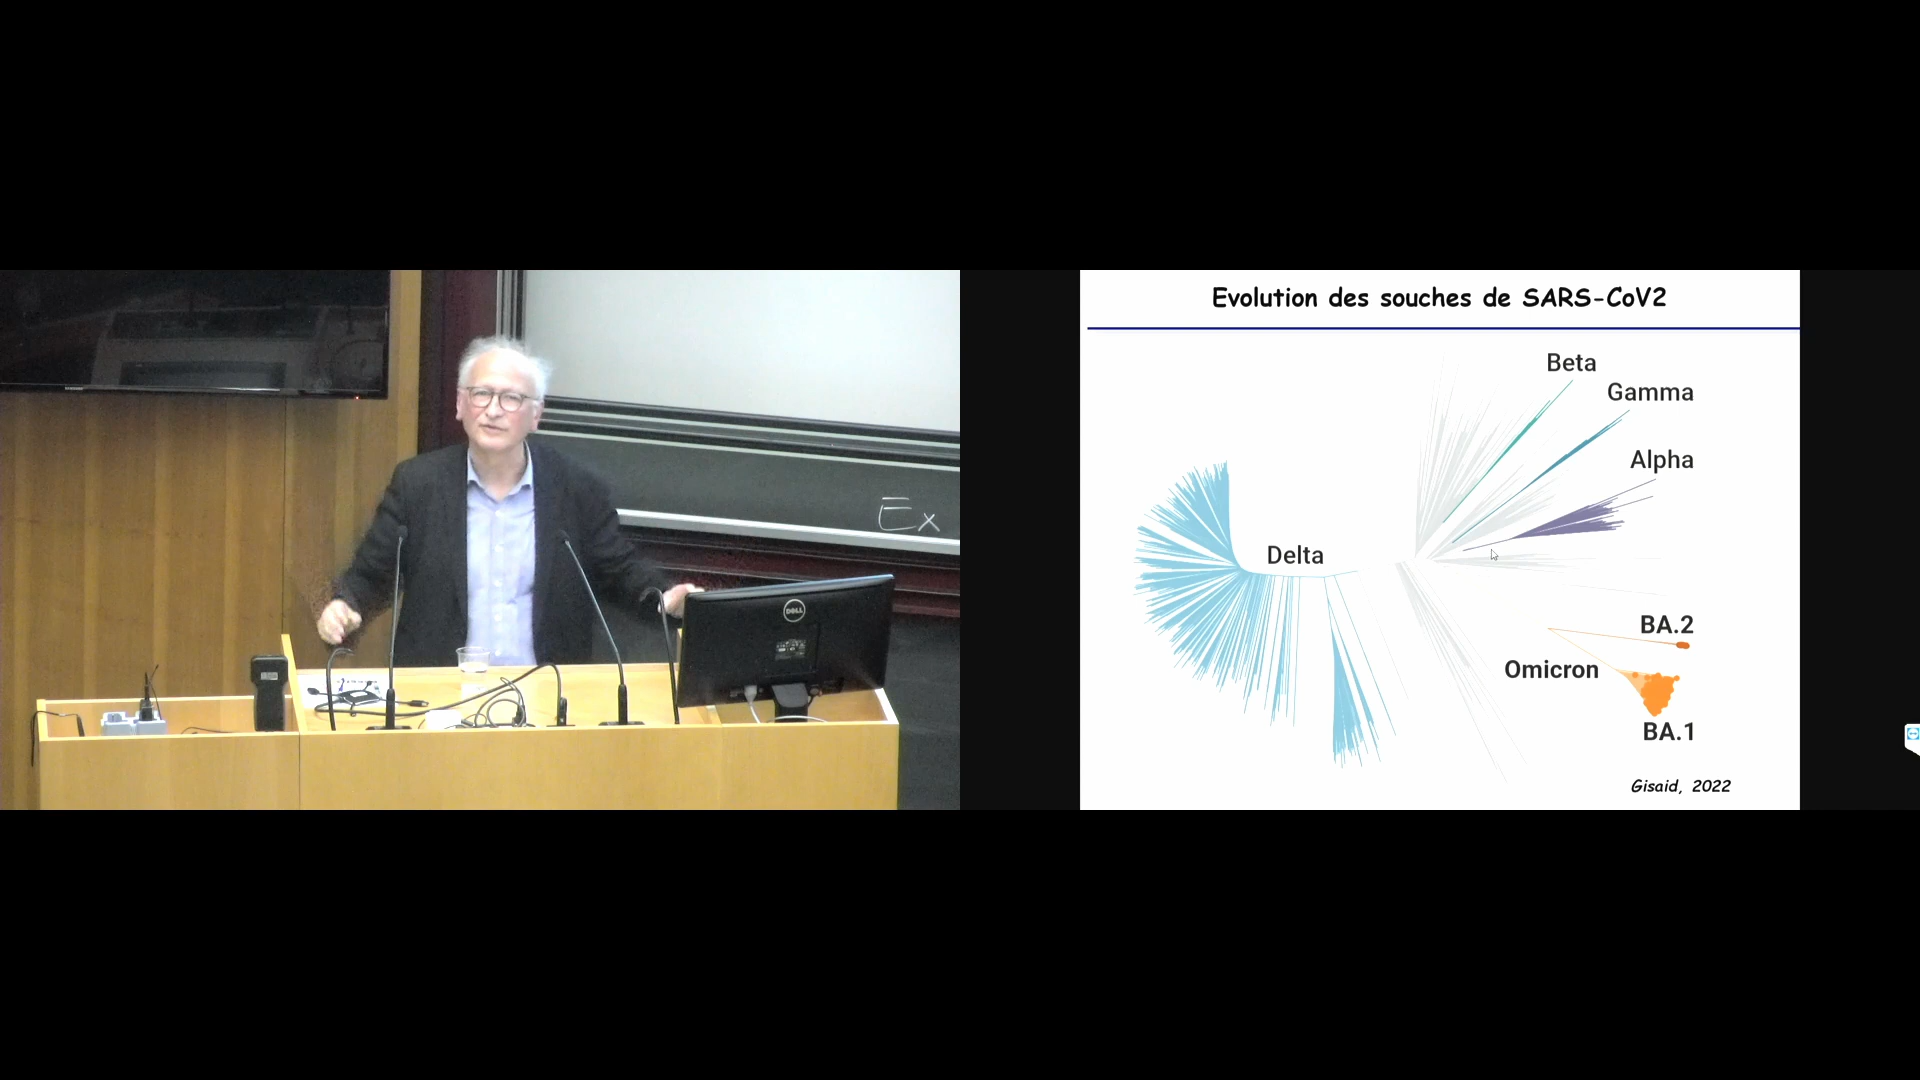 Ex
DELL
Evolution des souches de SARS-CoV2
Beta
Gamma
Alpha
Delta
BA.2
Omicron
BA.1
Gisaid, 2022